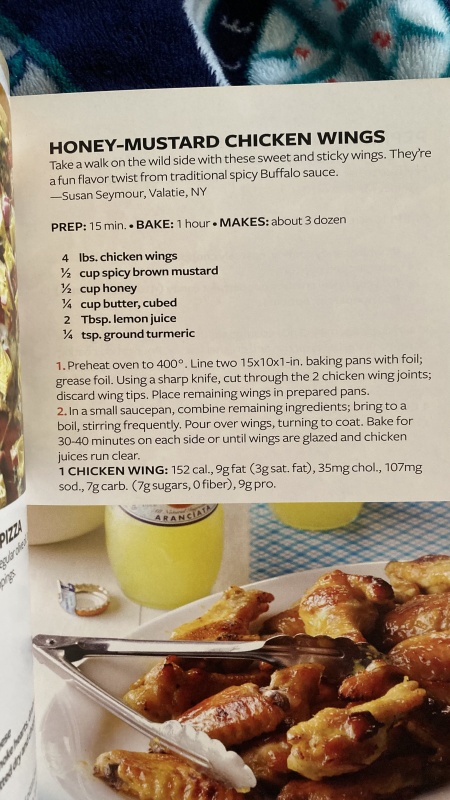 HONEY-MUSTARD CHICKEN WINGS
Take a walk on the wild side with these sweet and sticky wings. They're
a fun flavor twist from traditional spicy Buffalo sauce.
—Susan Seymour, Valatie, NY
PREP: 15 min. • BAKE: 1 hour • MAKES: about 3 dozen
4 lbs. chicken wings
½ cup spicy brown mustard
½ cup honey
¼ cup butter, cubed
2 Tbsp. lemon juice
¼ tsp. ground turmeric
1. Preheat oven to 400°. Line two 15x10x1-in. baking pans with foil;
grease foil. Using a sharp knife, cut through the 2 chicken wing joints;
discard wing tips. Place remaining wings in prepared pans.
2. In a small saucepan, combine remaining ingredients; bring to a
boil, stirring frequently. Pour over wings, turning to coat. Bake for
30-40 minutes on each side or until wings are glazed and chicken
juices run clear.
1 CHICKEN WING: 152 cal., 9g fat (3g sat. fat), 35mg chol., 107mg
sod., 7g carb. (7g sugars, 0 fiber), 9g pro.
ARANCIATA
PIZZA